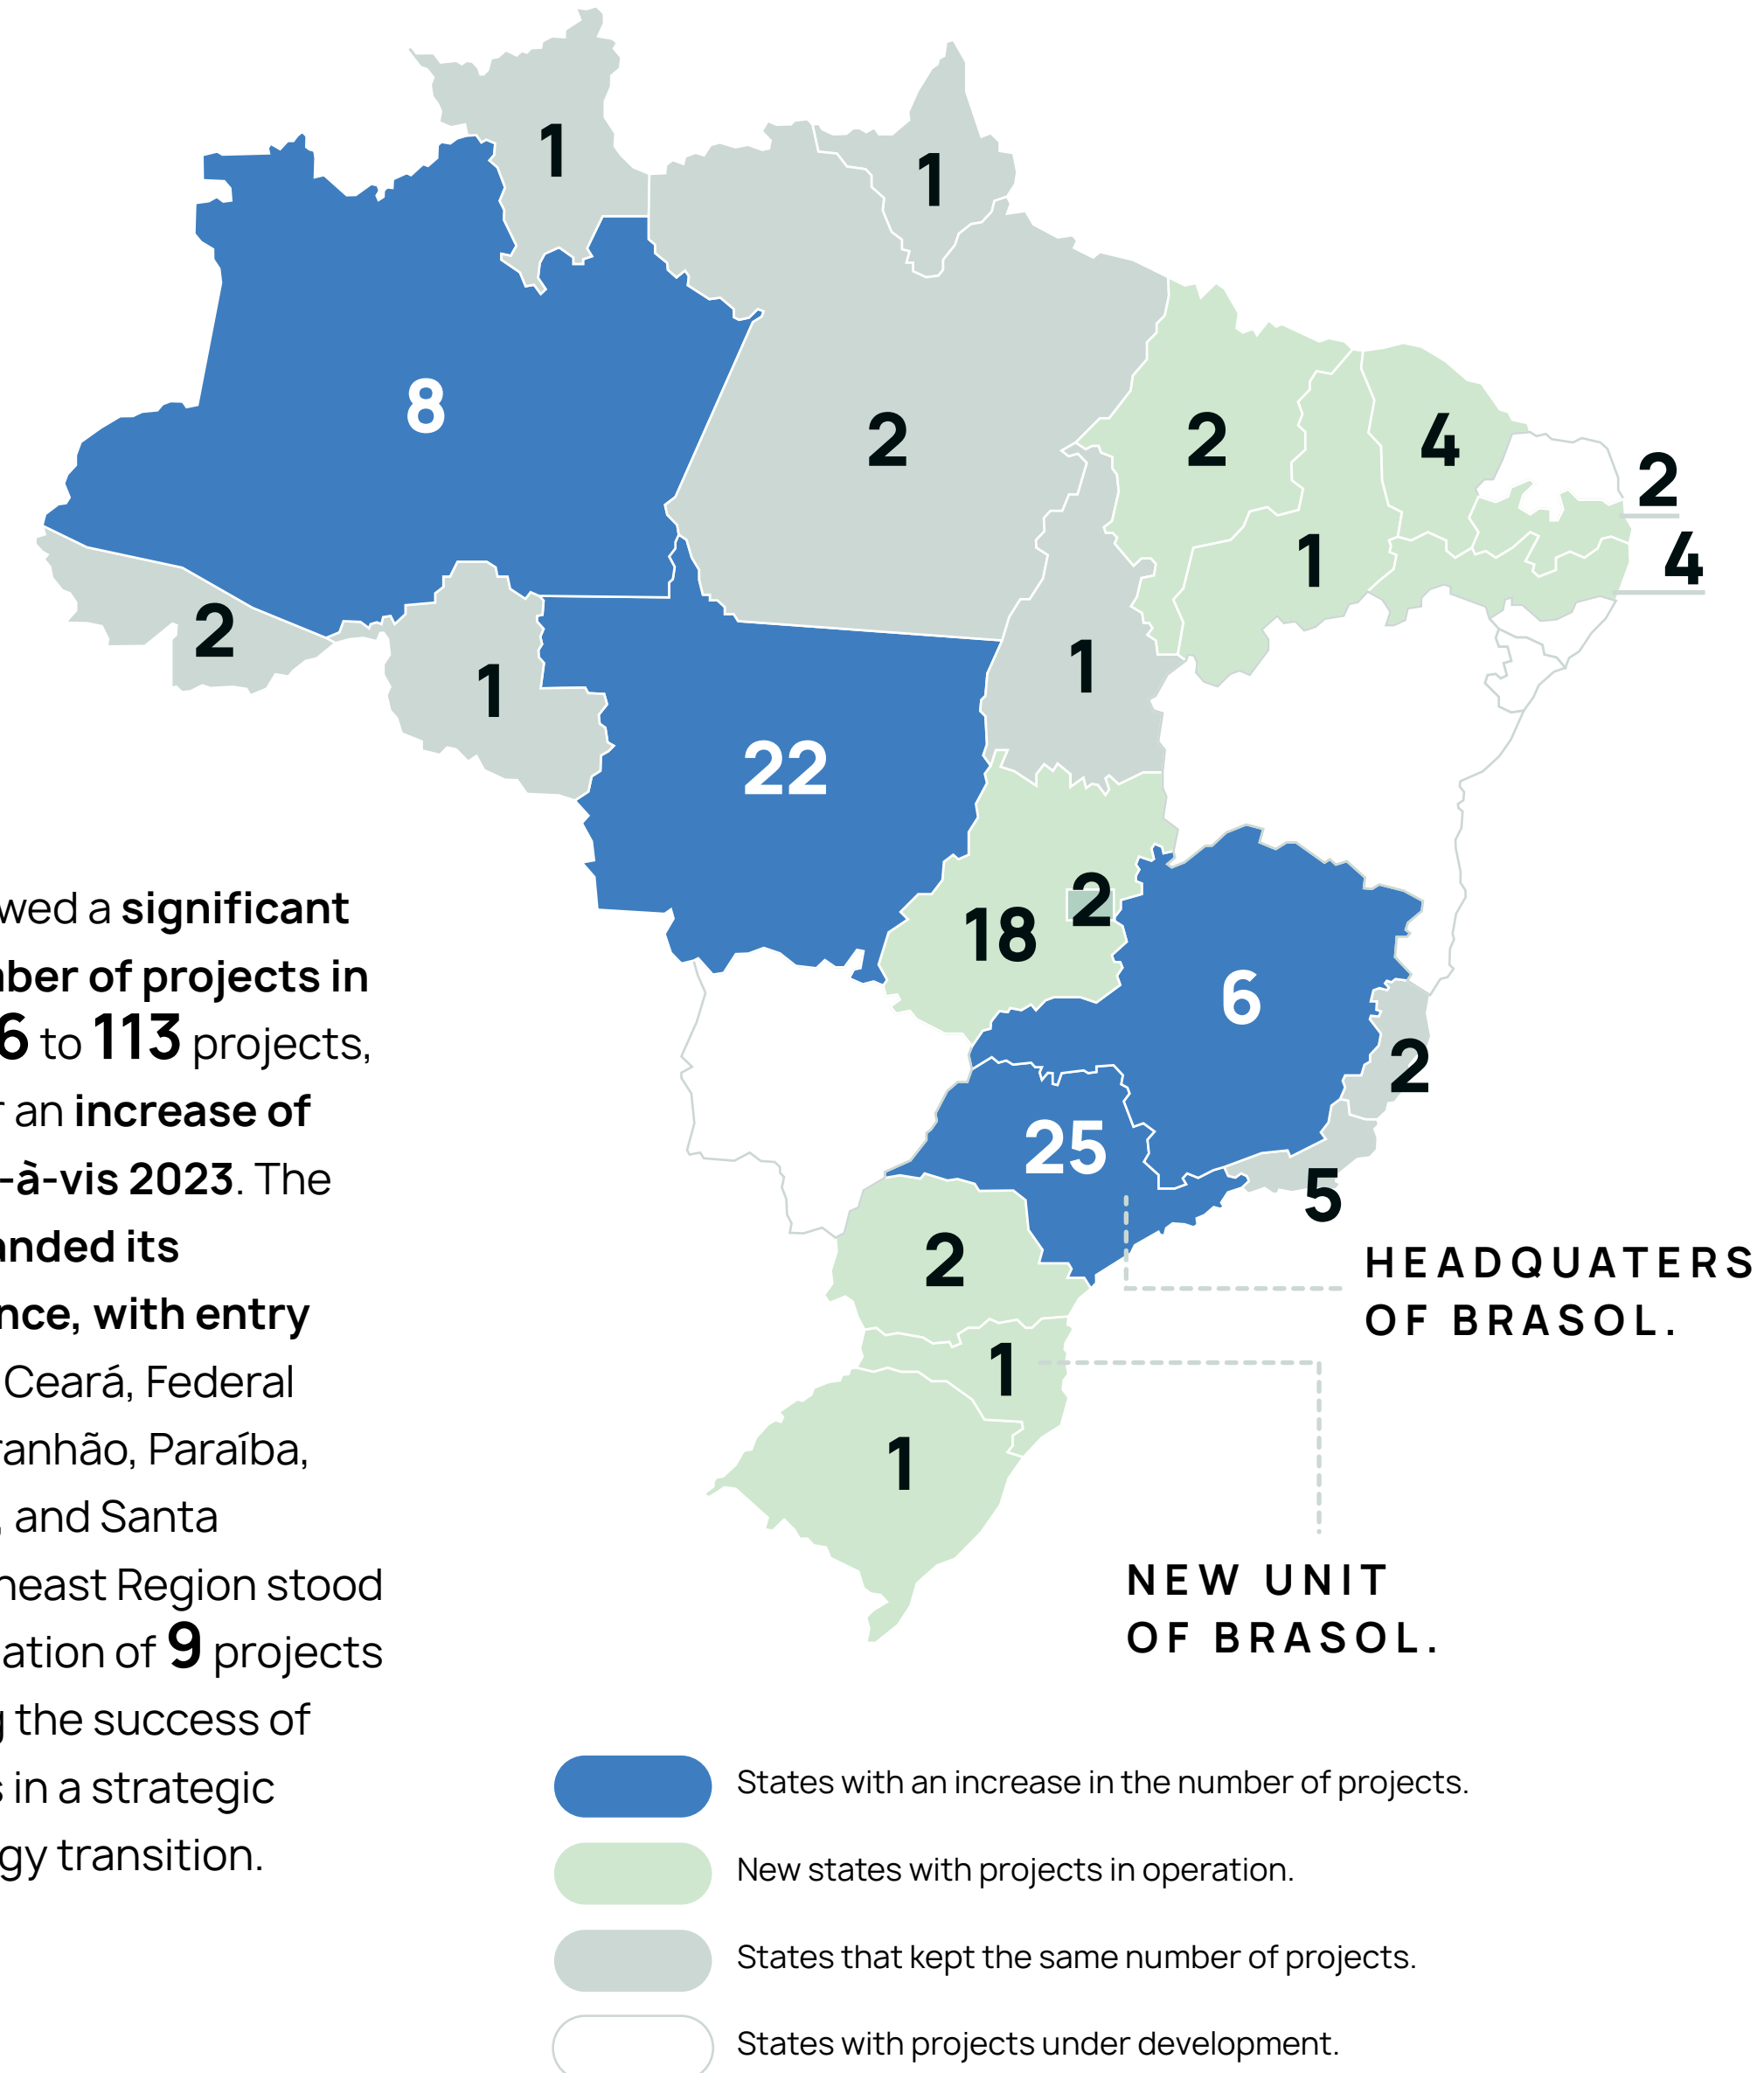 1
1
8
2
2
4
2
4
1
2
1
1
22
2
18
6
2
25
5
2
HEADQUATERS
OF BRASOL.
1
1
NEW UNIT
OF BRASOL.
wed a significant
ber of projects in
6 to 113 projects,
an increase of
-à-vis 2023. The
anded its
nce, with entry
Ceará, Federal
ranhão, Paraíba,
, and Santa
heast Region stood
ation of 9 projects
the success of
s in a strategic
gy transition.
States with an increase in the number of projects.
New states with projects in operation.
States that kept the same number of projects.
States with projects under development.